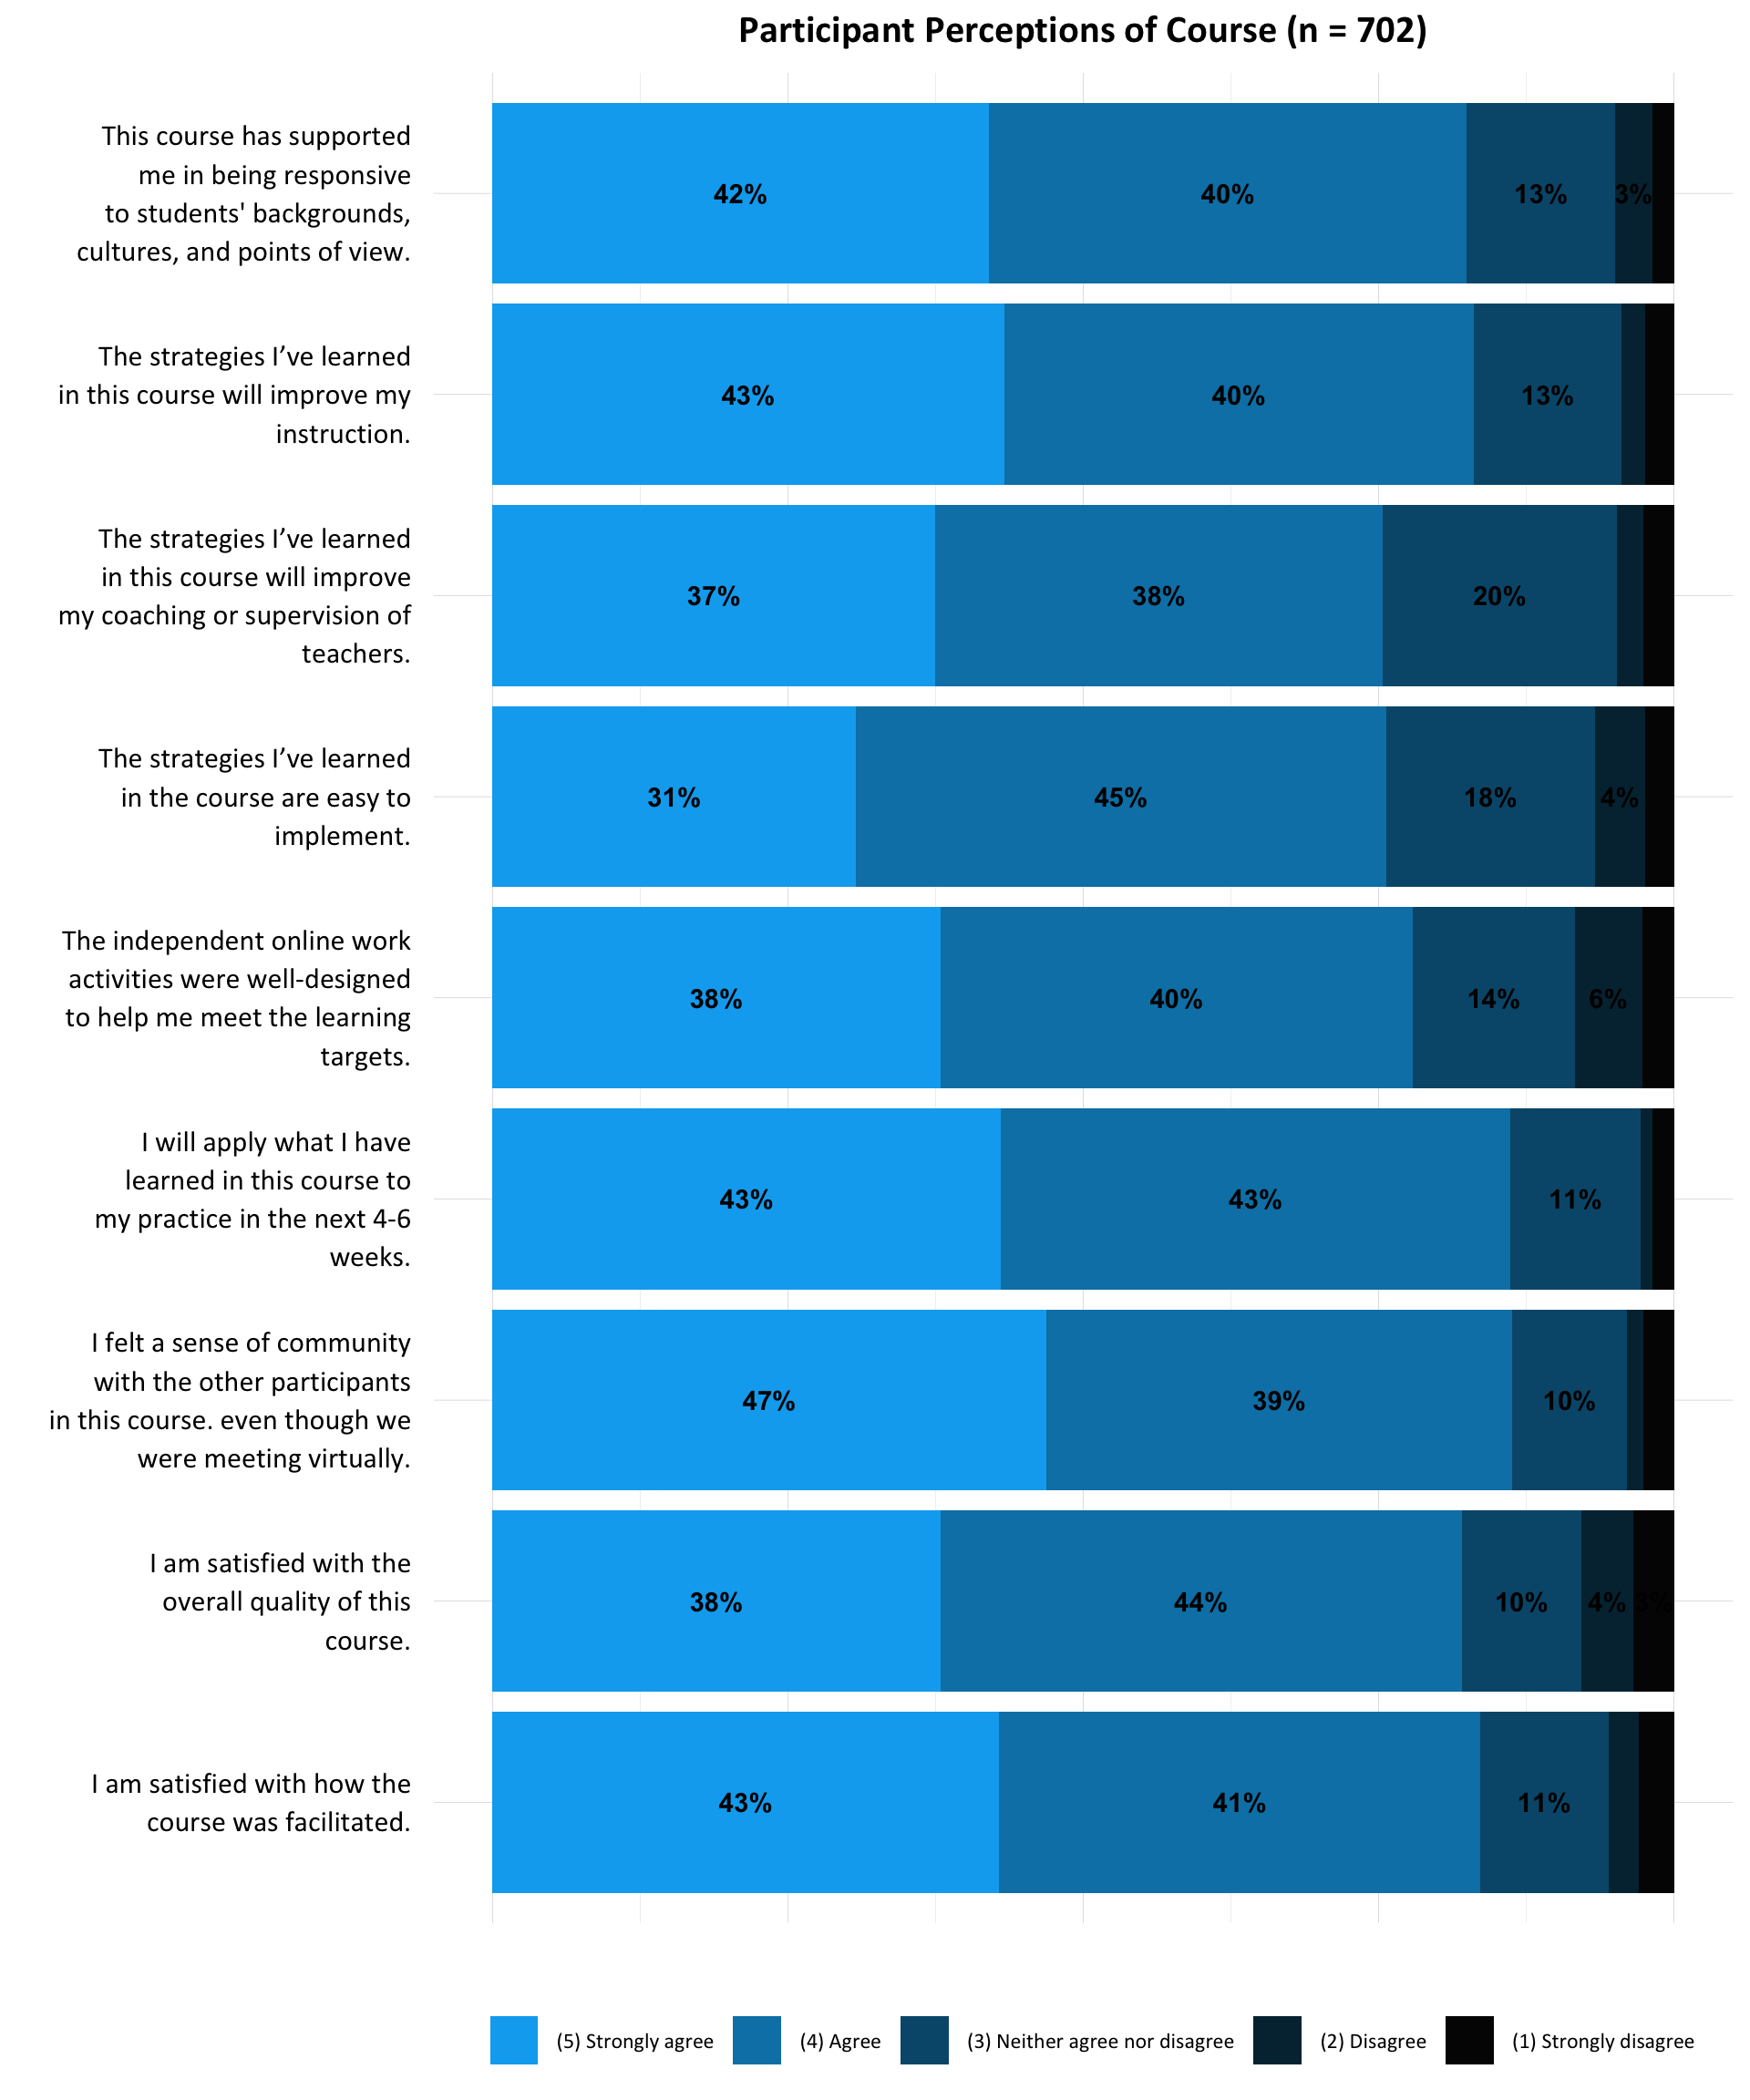 Participant Perceptions of Course (n = 702)
This course has supported
me in being responsive
to students' backgrounds,
cultures, and points of view.
42% 40% 13% 3%
The strategies I’ve learned
in this course will improve my
instruction.
43% 40% 13%
The strategies I’ve learned
in this course will improve
my coaching or supervision of
teachers.
37% 38% 20%
The strategies I’ve learned
in the course are easy to
implement.
31% 45% 18% 4%
The independent online work
activities were well-designed
to help me meet the learning
targets.
38% 40% 14% 6%
I will apply what I have
learned in this course to
my practice in the next 4-6
weeks.
43% 43% 11%
I felt a sense of community
with the other participants
in this course. even though we
were meeting virtually.
47% 39% 10%
I am satisfied with the
overall quality of this
course.
38% 44% 10% 4% 3%
I am satisfied with how the
course was facilitated.
43% 41% 11%
(5) Strongly agree (4) Agree (3) Neither agree nor disagree (2) Disagree (1) Strongly disagree